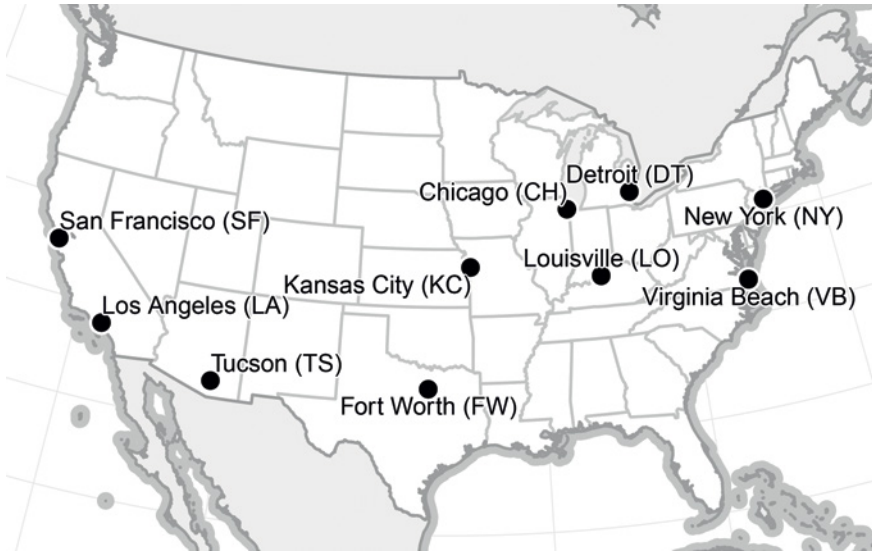 Detroit (DT)
Chicago (CH)
New York (NY)
San Francisco (SF)
Louisville (LO)
Kansas City (KC)
Virginia Beach (VB)
Los Angeles (LA)
Tucson (TS)
Fort Worth (FW)